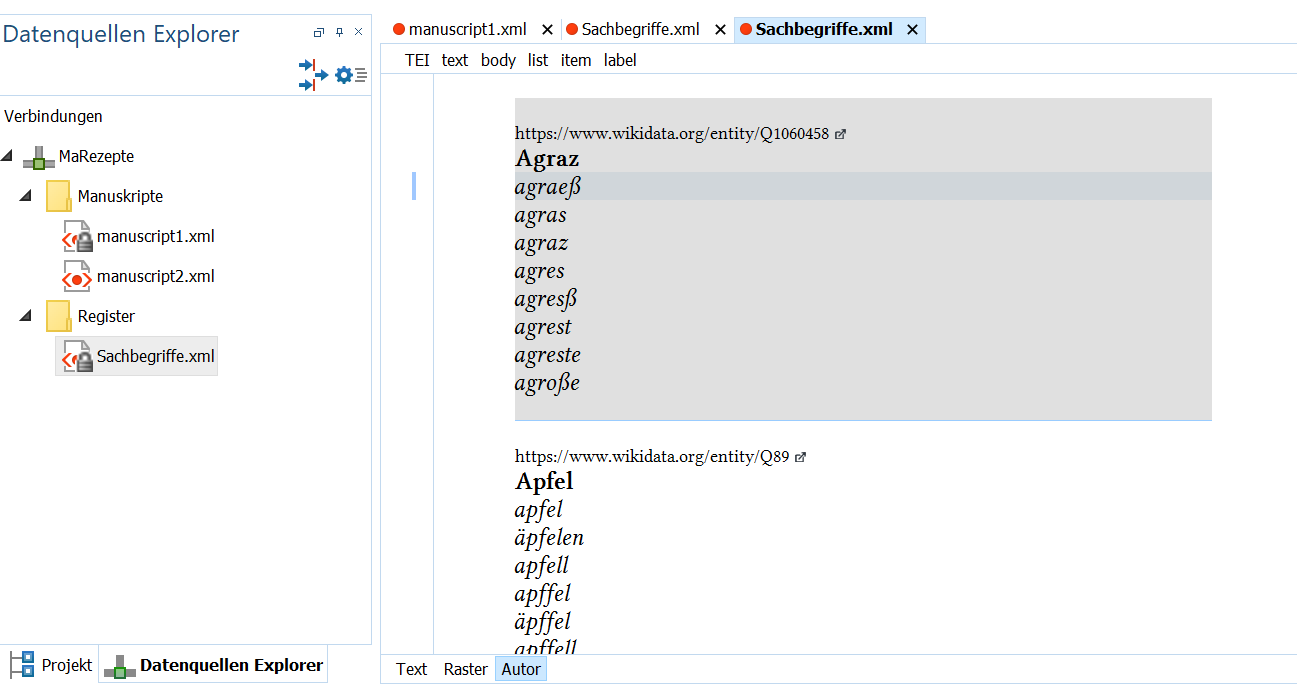 Datenquellen Explorer
Verbindungen
MaRezepte
Manuskripte
manuscript1.xml
manuscript2.xml
Register
Sachbegriffe.xml
Projekt
Datenquellen Explorer
manuscript1.xml
Sachbegriffe.xml
Sachbegriffe.xml
TEI text body list item label
https://www.wikidata.org/entity/Q1060458
Agraz
agraeß
agras
agraz
agres
agresß
agrest
agreste
agroße
https://www.wikidata.org/entity/Q89
Apfel
apfel
äpfelen
apfell
apffel
äpffel
apffell
Text Raster Autor